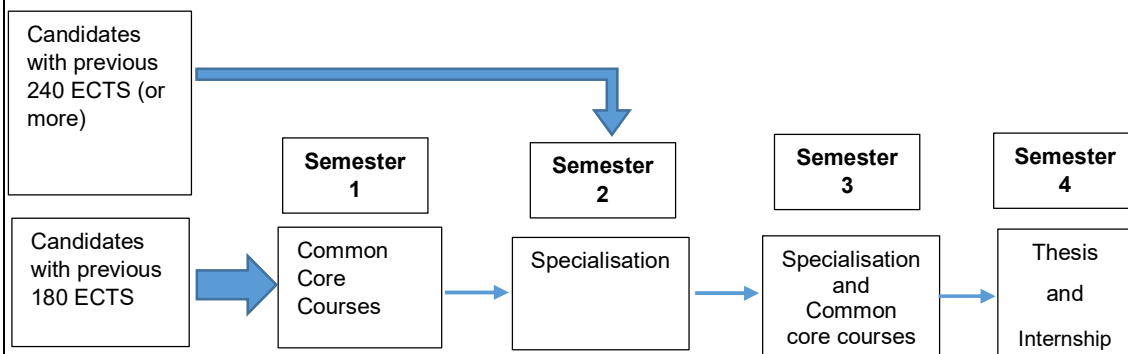 Candidates
with previous
240 ECTS (or
more)
Semester
1
Semester
2
Semester
3
Semester
4
Candidates
with previous
180 ECTS
Common
Core
Courses
Specialisation
Specialisation
and
Common
core courses
Thesis
and
Internship